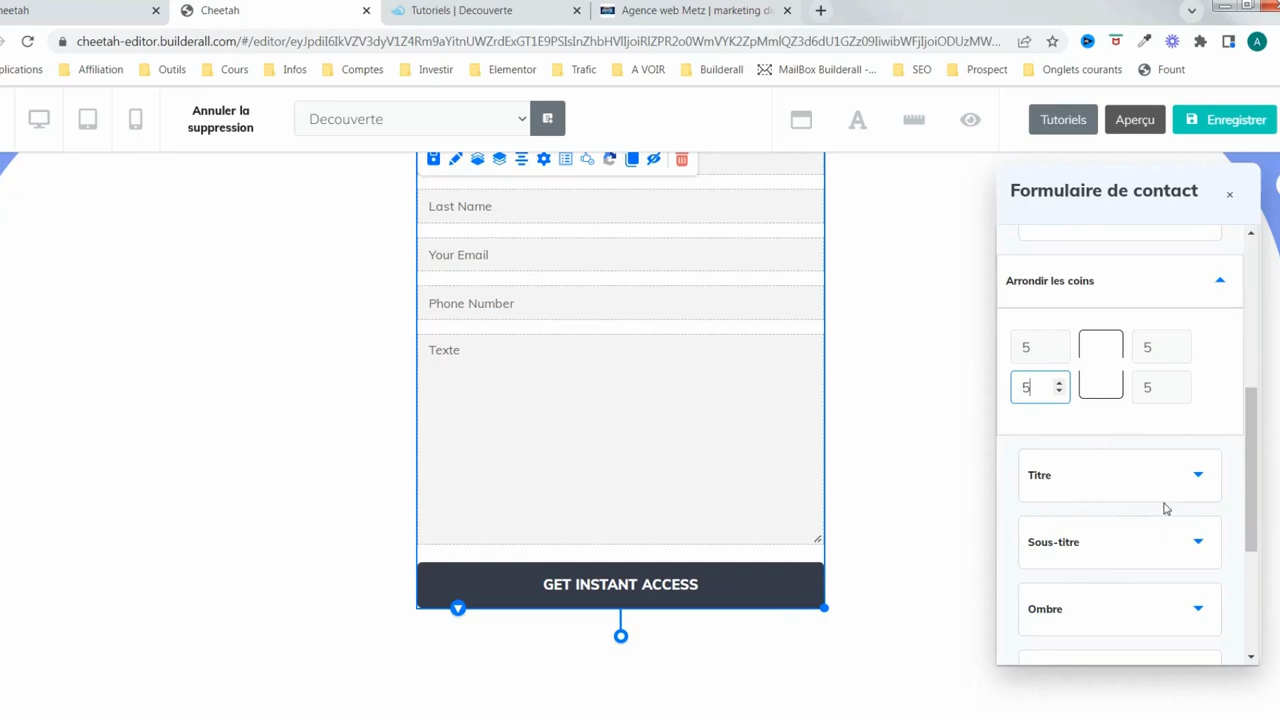 eetah
Cheetah
Tutoriels | Decouverte
Agence web Metz | marketing di
cheetah-editor.builderall.com/#/editor/
plications
Affiliation
Outils
Cours
Infos
Comptes
Investir
Elementor
Trafic
A VOIR
Builderall
MailBox Builderall -...
SEO
Prospect
Onglets courants
Fount
A
Annuler la
suppression
Decouverte
Tutoriels
Aperçu
Enregistrer
Last Name
Your Email
Phone Number
Texte
GET INSTANT ACCESS
Formulaire de contact
×
Arrondir les coins
5
5
5
5
Titre
Sous-titre
Ombre